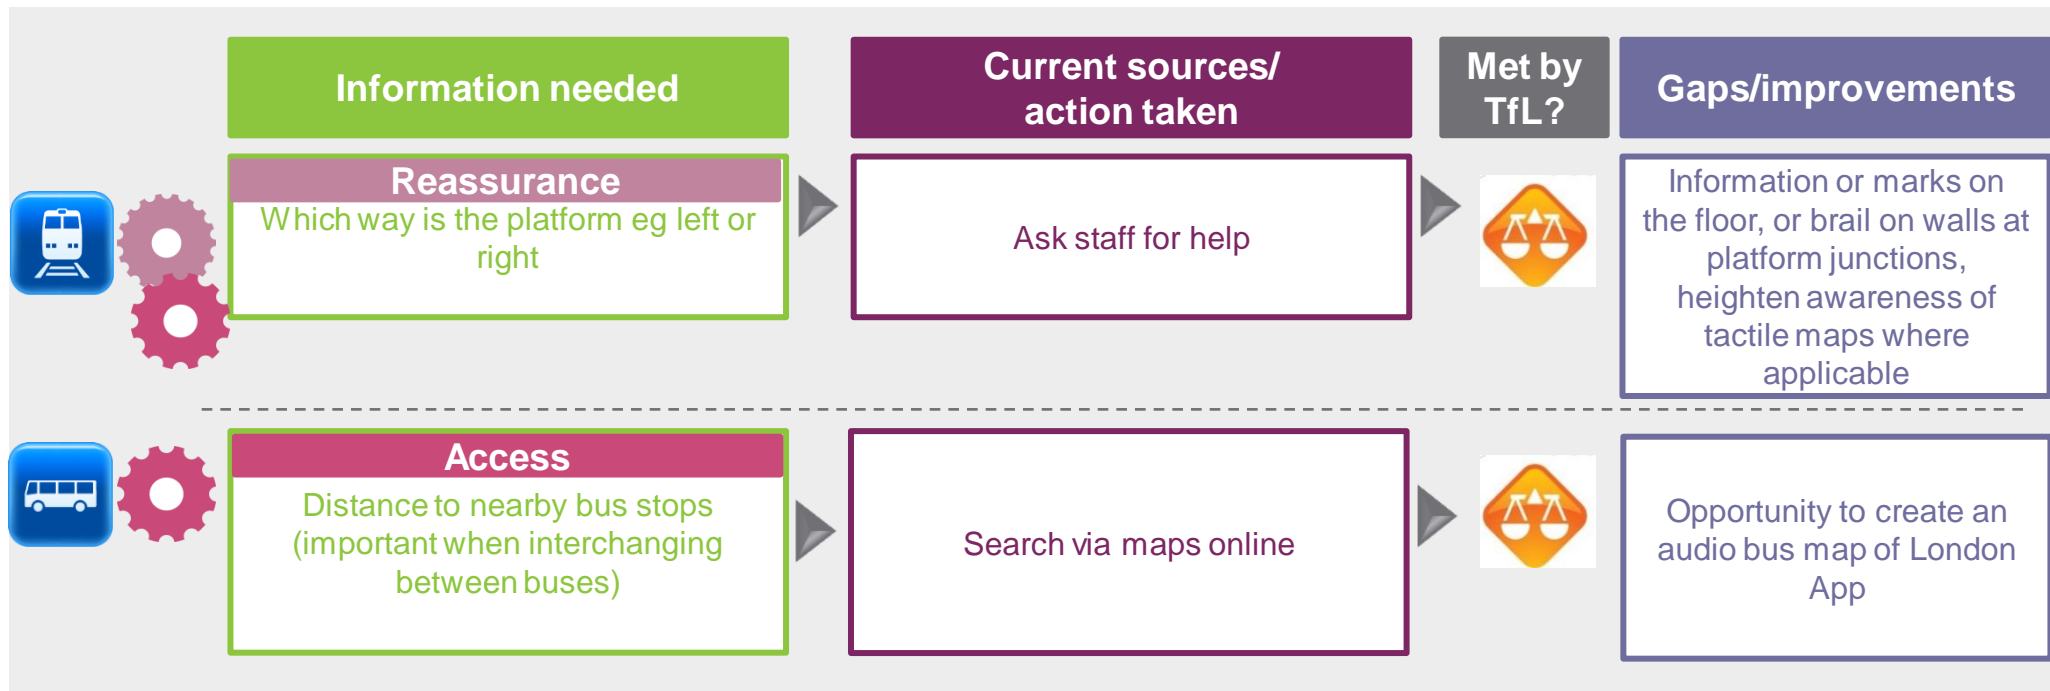 Information needed
Current sources/
action taken
Met by
TfL?
Gaps/improvements
Reassurance
Which way is the platform eg left or
right
Ask staff for help
Information or marks on
the floor, or brail on walls at
platform junctions,
heighten awareness of
tactile maps where
applicable
Access
Distance to nearby bus stops
(important when interchanging
between buses)
Search via maps online
Opportunity to create an
audio bus map of London
App